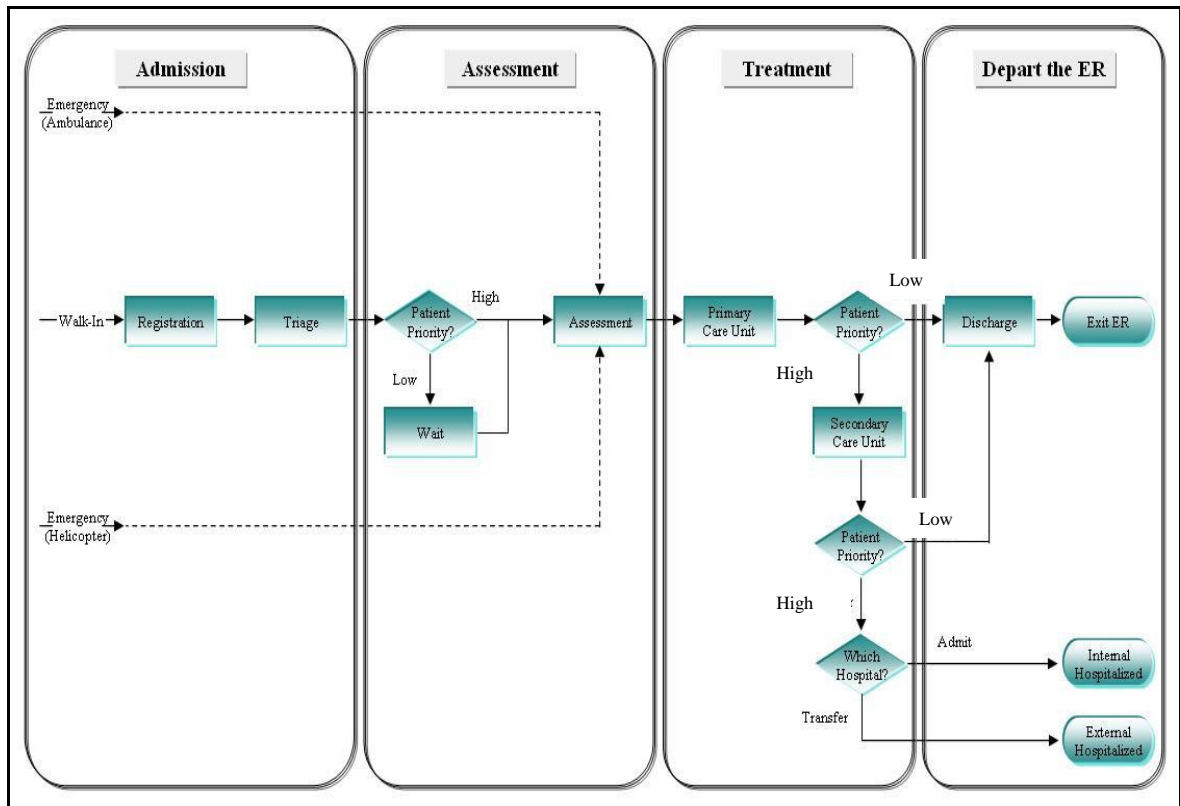 Admission
Assessment
Treatment
Depart the ER
Emergency
(Ambulance)
Walk-In
Registration
Triage
Patient
Priority?
High
Low
Wait
Assessment
Primary
Care Unit
Patient
Priority?
Low
Discharge
Exit ER
High
Secondary
Care Unit
Emergency
(Helicopter)
Patient
Priority?
Low
High
?
Which
Hospital?
Admit
Internal
Hospitalized
Transfer
External
Hospitalized